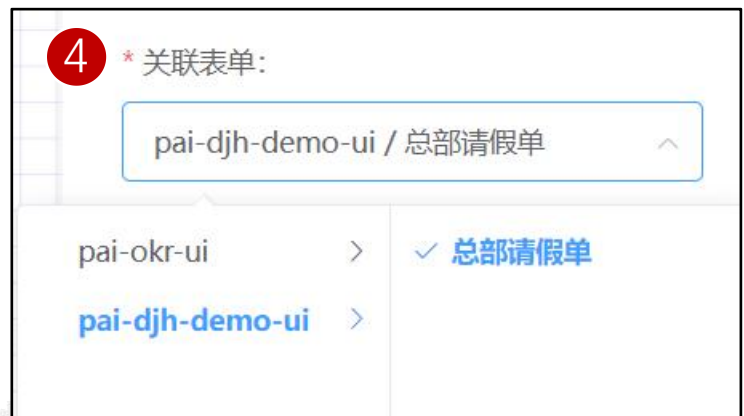 4
* 关联表单:
pai-djh-demo-ui / 总部请假单
pai-okr-ui
✓ 总部请假单
pai-djh-demo-ui